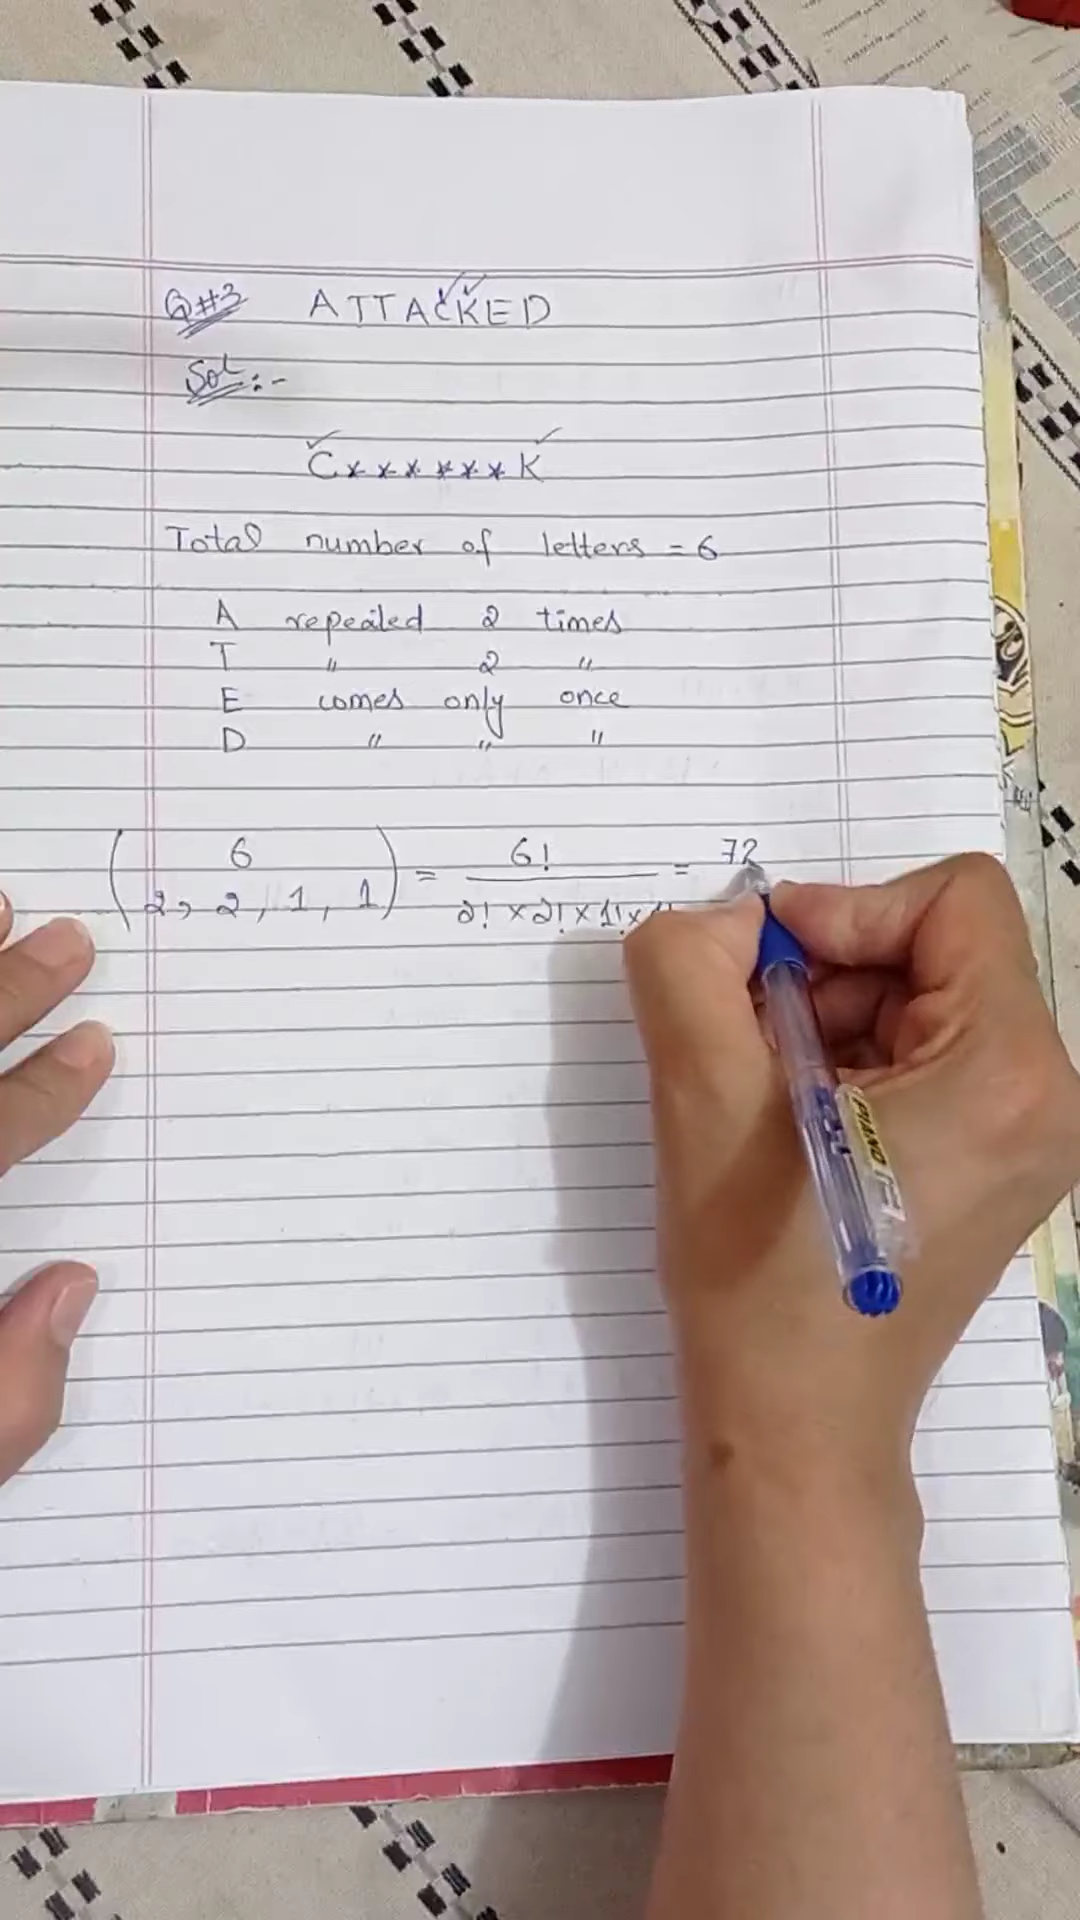 Q#3 ATTACKED
Sol:-
C******K
Total number of letters = 6
A repeated 2 times
T " 2 "
E comes only once
D " " "
( 6 ) = 6! = 72
2, 2, 1, 1 2! × 2! × 1! ×
PIANO